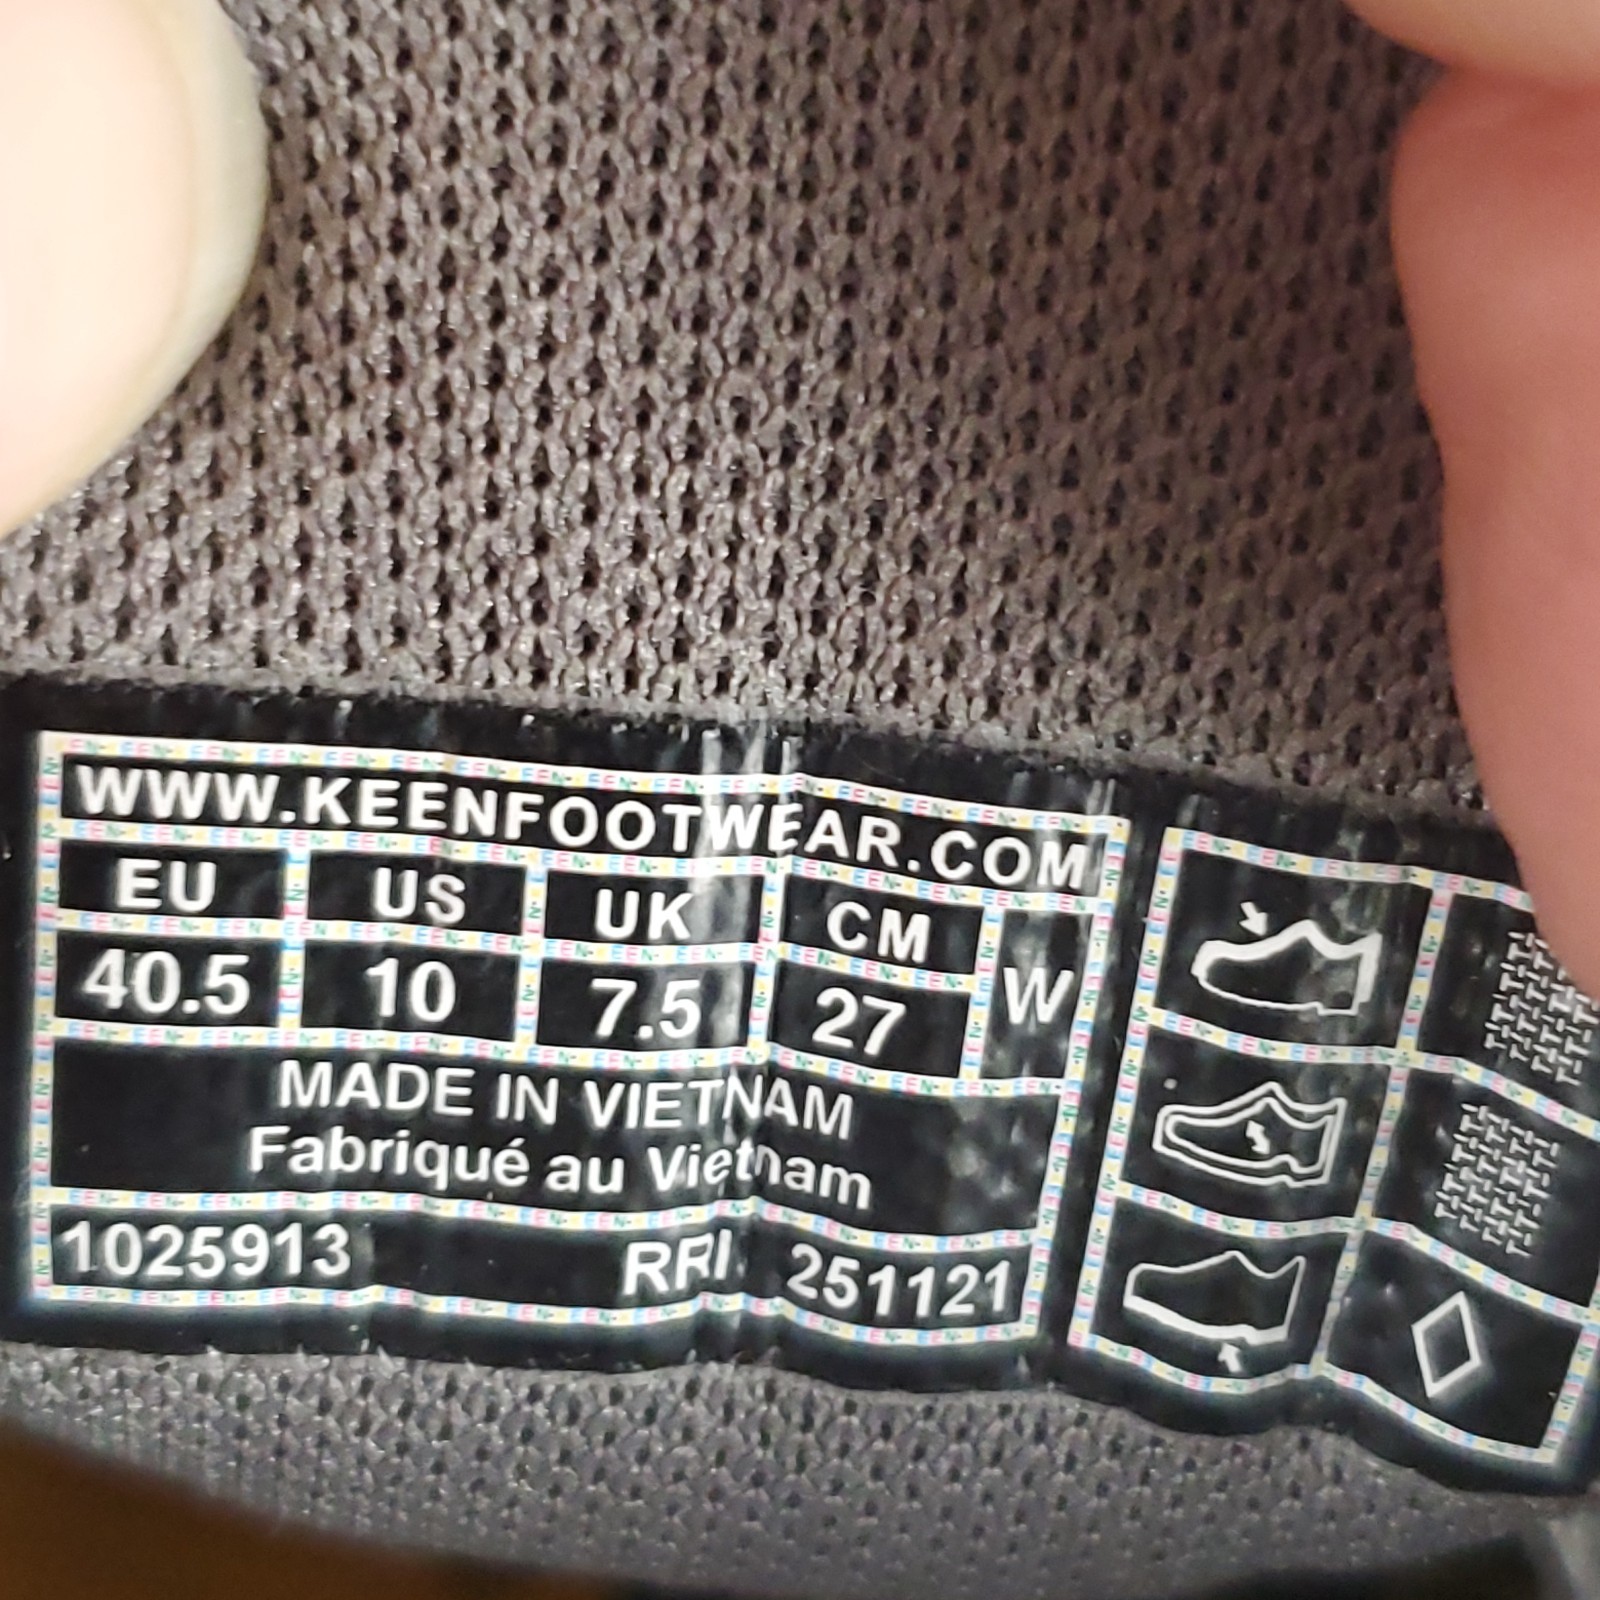 WWW.KEENFOOTWEAR.COM
EU US UK CM W
40.5 10 7.5 27
MADE IN VIETNAM
Fabriqué au Vietnam
1025913 RRI 251121